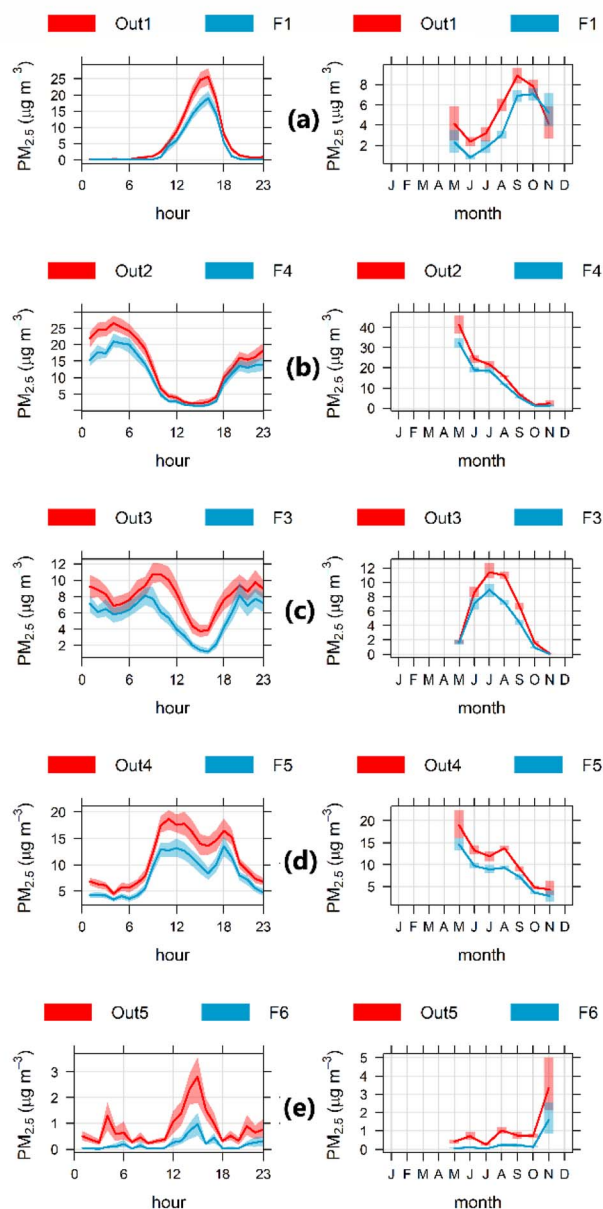 Out1 F1 Out1 F1
PM2.5 (µg m⁻³) 25 20 15 10 5 0 (a) PM2.5 (µg m⁻³) 8 6 4 2
0 6 12 18 23 J F M A M J J A S O N D
hour month
Out2 F4 Out2 F4
PM2.5 (µg m⁻³) 25 20 15 10 5 (b) PM2.5 (µg m⁻³) 40 30 20 10 0
0 6 12 18 23 J F M A M J J A S O N D
hour month
Out3 F3 Out3 F3
PM2.5 (µg m⁻³) 12 10 8 6 4 2 (c) PM2.5 (µg m⁻³) 12 10 8 6 4 2 0
0 6 12 18 23 J F M A M J J A S O N D
hour month
Out4 F5 Out4 F5
PM2.5 (µg m⁻³) 20 15 10 5 (d) PM2.5 (µg m⁻³) 20 15 10 5
0 6 12 18 23 J F M A M J J A S O N D
hour month
Out5 F6 Out5 F6
PM2.5 (µg m⁻³) 3 2 1 0 (e) PM2.5 (µg m⁻³) 5 4 3 2 1 0
0 6 12 18 23 J F M A M J J A S O N D
hour month